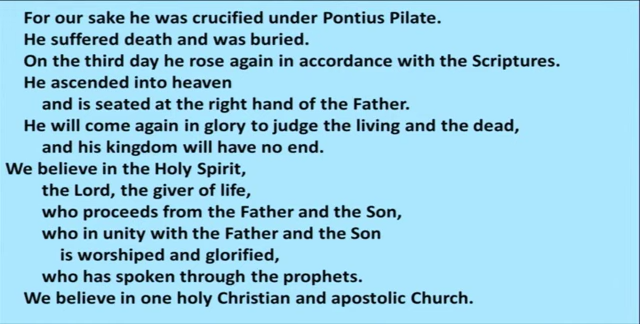 For our sake he was crucified under Pontius Pilate.
He suffered death and was buried.
On the third day he rose again in accordance with the Scriptures.
He ascended into heaven
and is seated at the right hand of the Father.
He will come again in glory to judge the living and the dead,
and his kingdom will have no end.
We believe in the Holy Spirit,
the Lord, the giver of life,
who proceeds from the Father and the Son,
who in unity with the Father and the Son
is worshiped and glorified,
who has spoken through the prophets.
We believe in one holy Christian and apostolic Church.